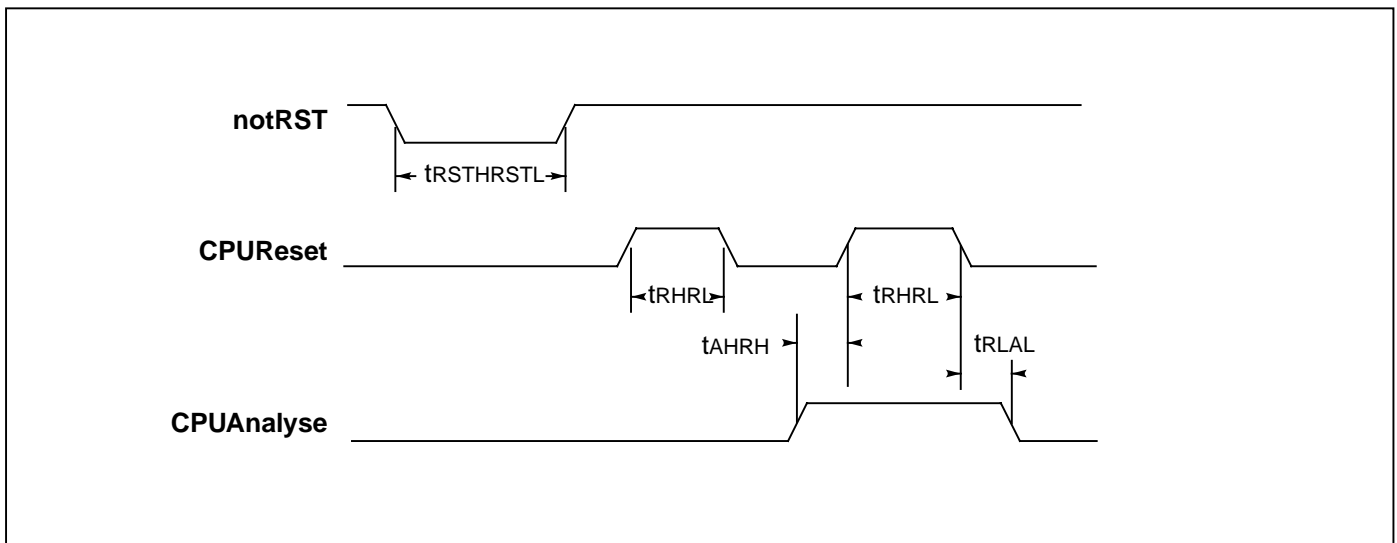 notRST
tRSTHRSTL
CPUReset
tRHRL
tRHRL
tAHRH
tRLAL
CPUAnalyse